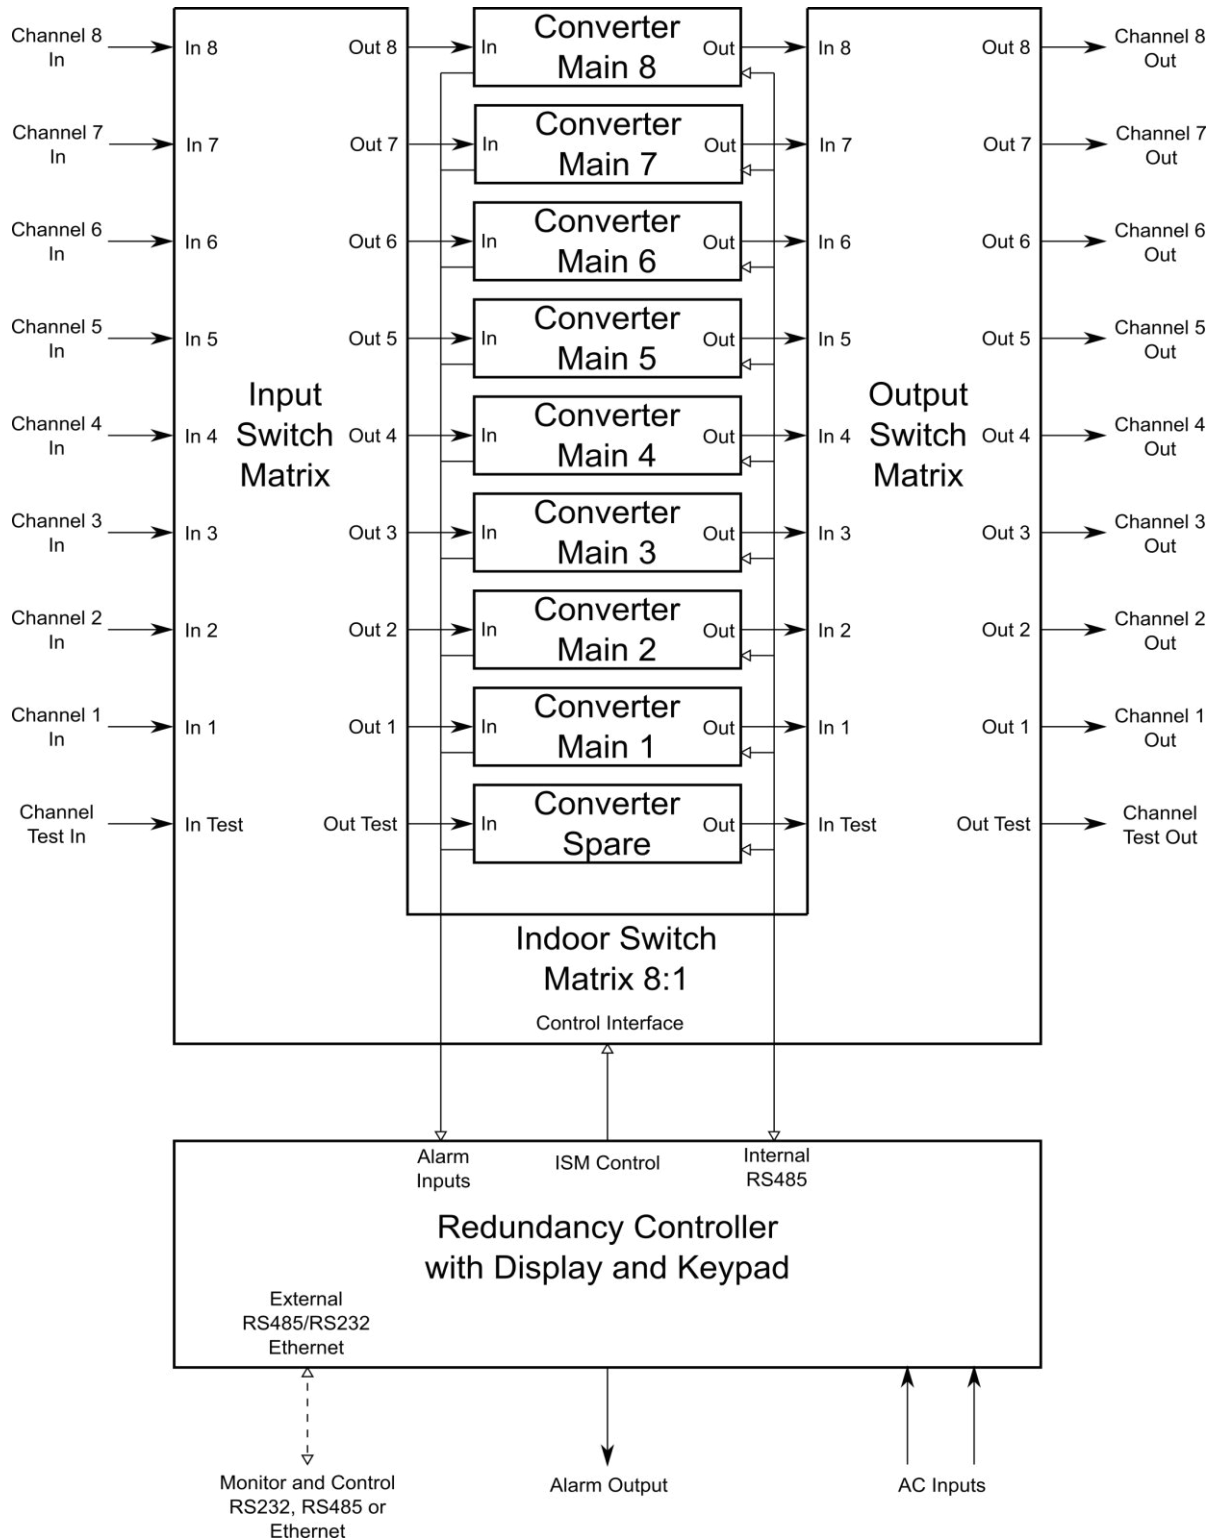 Channel 8
In
In 8
Out 8
In
Converter
Main 8
Out
In 8
Out 8
Channel 8
Out
Channel 7
In
In 7
Out 7
In
Converter
Main 7
Out
In 7
Out 7
Channel 7
Out
Channel 6
In
In 6
Out 6
In
Converter
Main 6
Out
In 6
Out 6
Channel 6
Out
Channel 5
In
In 5
Out 5
In
Converter
Main 5
Out
In 5
Out 5
Channel 5
Out
Input
Switch
Matrix
Output
Switch
Matrix
Channel 4
In
In 4
Out 4
In
Converter
Main 4
Out
In 4
Out 4
Channel 4
Out
Channel 3
In
In 3
Out 3
In
Converter
Main 3
Out
In 3
Out 3
Channel 3
Out
Channel 2
In
In 2
Out 2
In
Converter
Main 2
Out
In 2
Out 2
Channel 2
Out
Channel 1
In
In 1
Out 1
In
Converter
Main 1
Out
In 1
Out 1
Channel 1
Out
Channel
Test In
In Test
Out Test
In
Converter
Spare
Out
In Test
Out Test
Channel
Test Out
Indoor Switch
Matrix 8:1
Control Interface
Alarm
Inputs
ISM Control
Internal
RS485
Redundancy Controller
with Display and Keypad
External
RS485/RS232
Ethernet
Monitor and Control
RS232, RS485 or
Ethernet
Alarm Output
AC Inputs